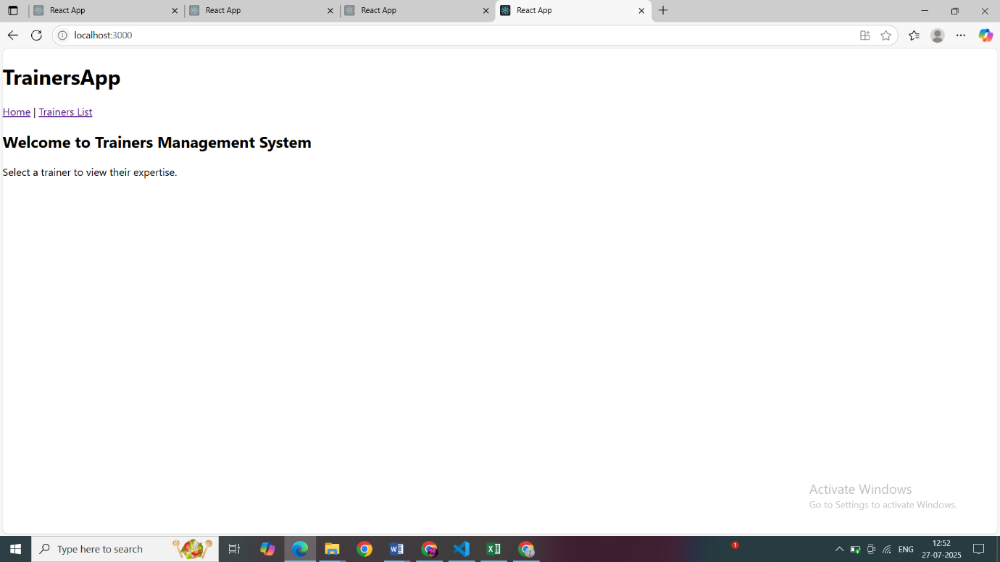 React App
React App
React App
React App
localhost:3000
TrainersApp
Home | Trainers List
Welcome to Trainers Management System
Select a trainer to view their expertise.
Activate Windows
Go to Settings to activate Windows.
Type here to search
1
ENG
12:52
27-07-2025